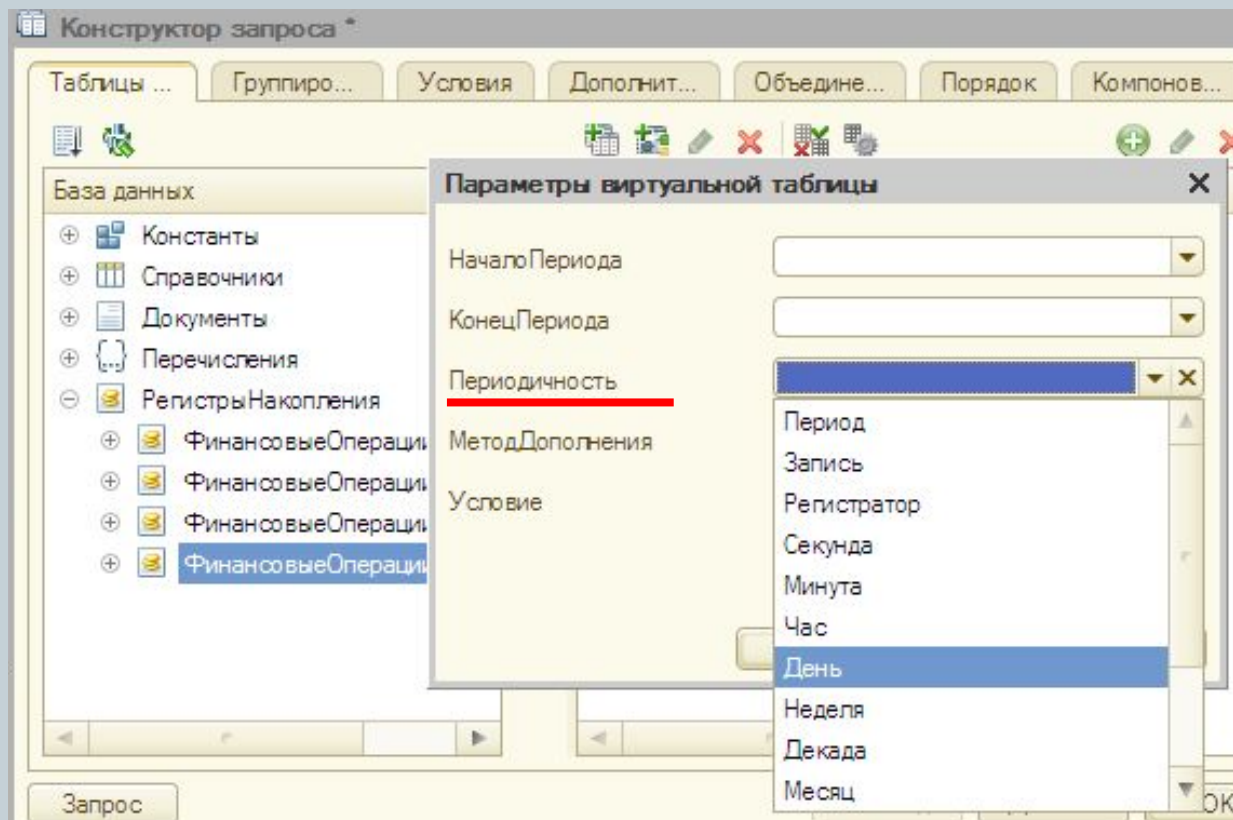 Конструктор запроса *
Таблицы ... Группиро... Условия Дополнит... Объедине... Порядок Компонов...
База данных
Константы
Справочники
Документы
Перечисления
РегистрыНакопления
ФинансовыеОпераци
ФинансовыеОпераци
ФинансовыеОпераци
ФинансовыеОпераци
Параметры виртуальной таблицы
НачалоПериода
КонецПериода
Периодичность
МетодДополнения
Условие
Период
Запись
Регистратор
Секунда
Минута
Час
День
Неделя
Декада
Месяц
Запрос
ОК